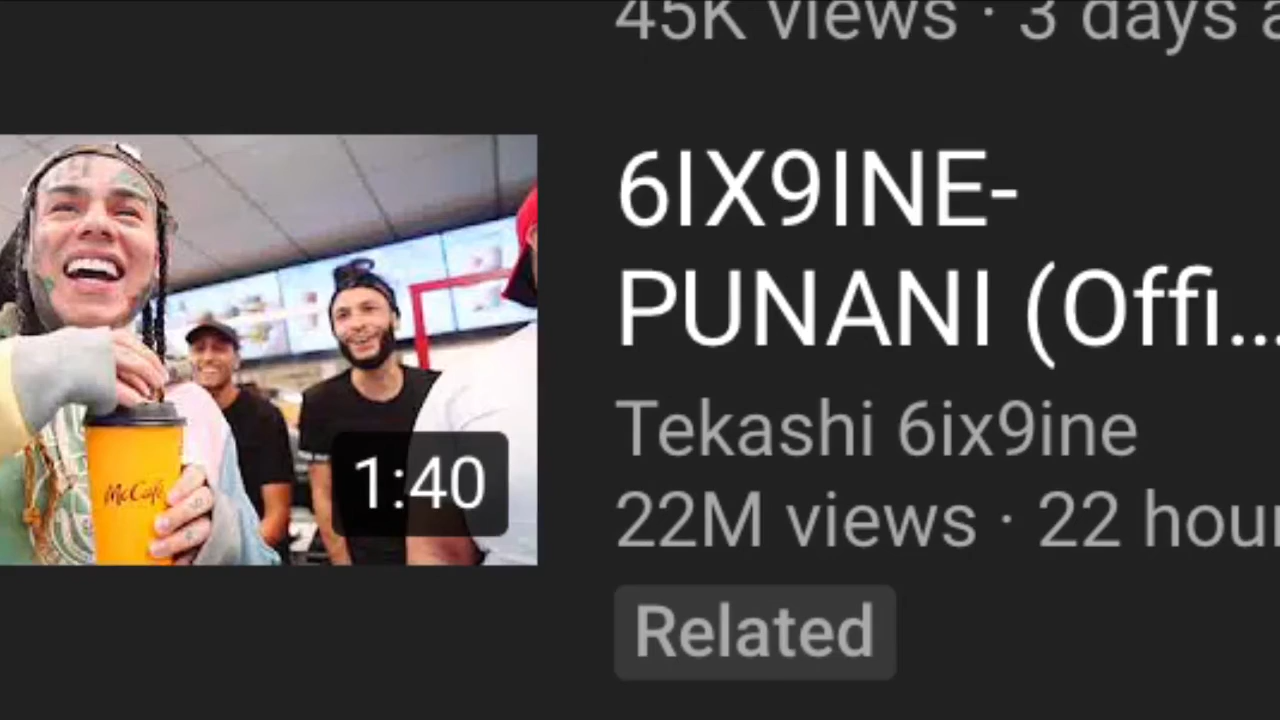 45K views · 3 days a
6IX9INE-
PUNANI (Offi...
Tekashi 6ix9ine
22M views · 22 hour
Related
McCafé
1:40